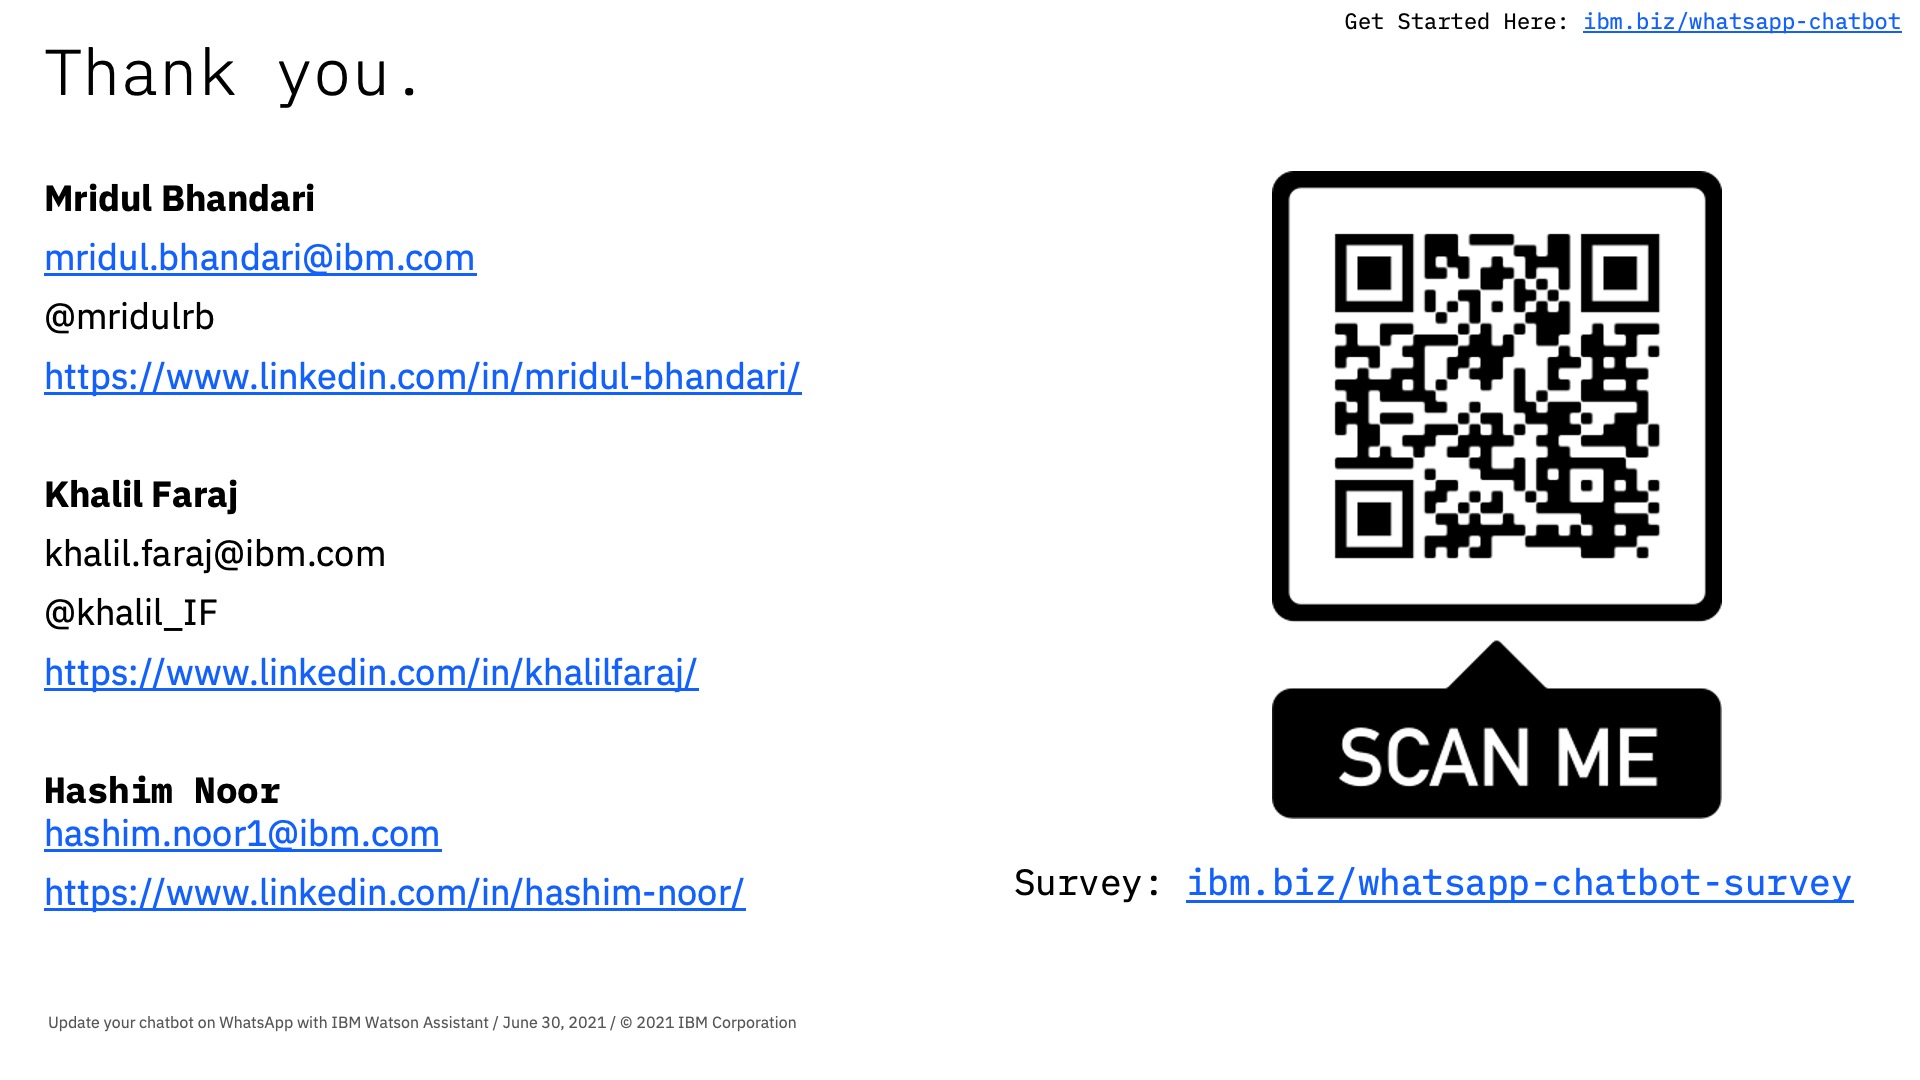 Get Started Here: ibm.biz/whatsapp-chatbot
Thank you.
Mridul Bhandari
mridul.bhandari@ibm.com
@mridulrb
https://www.linkedin.com/in/mridul-bhandari/
Khalil Faraj
khalil.faraj@ibm.com
@khalil_IF
https://www.linkedin.com/in/khalilfaraj/
Hashim Noor
hashim.noor1@ibm.com
https://www.linkedin.com/in/hashim-noor/
SCAN ME
Survey: ibm.biz/whatsapp-chatbot-survey
Update your chatbot on WhatsApp with IBM Watson Assistant / June 30, 2021 / © 2021 IBM Corporation